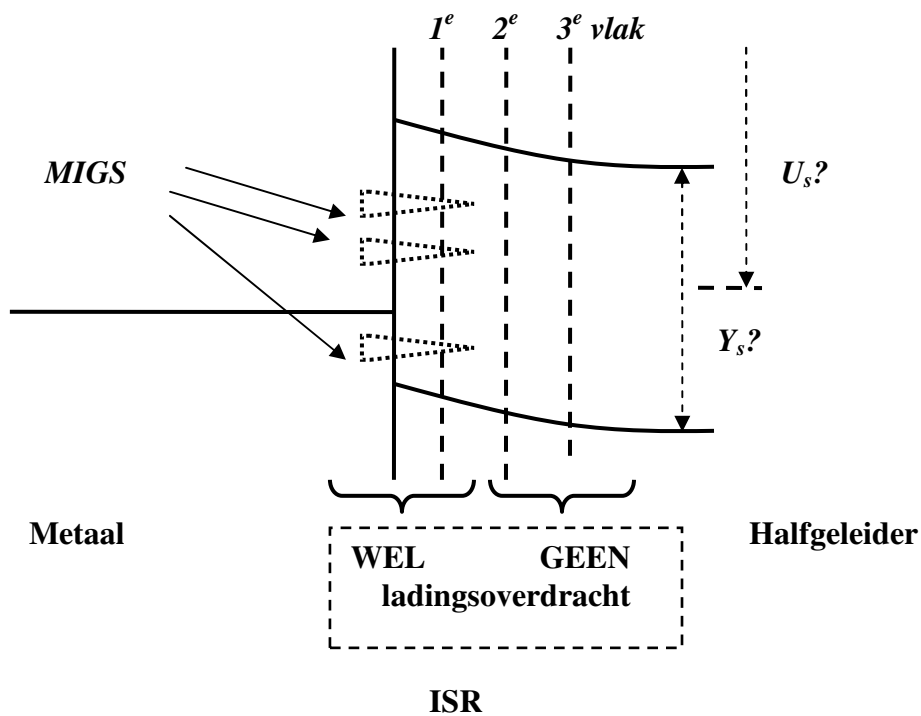 1e 2e 3e vlak
MIGS
Us?
Ys?
Metaal
Halfgeleider
WEL GEEN
ladingsoverdracht
ISR